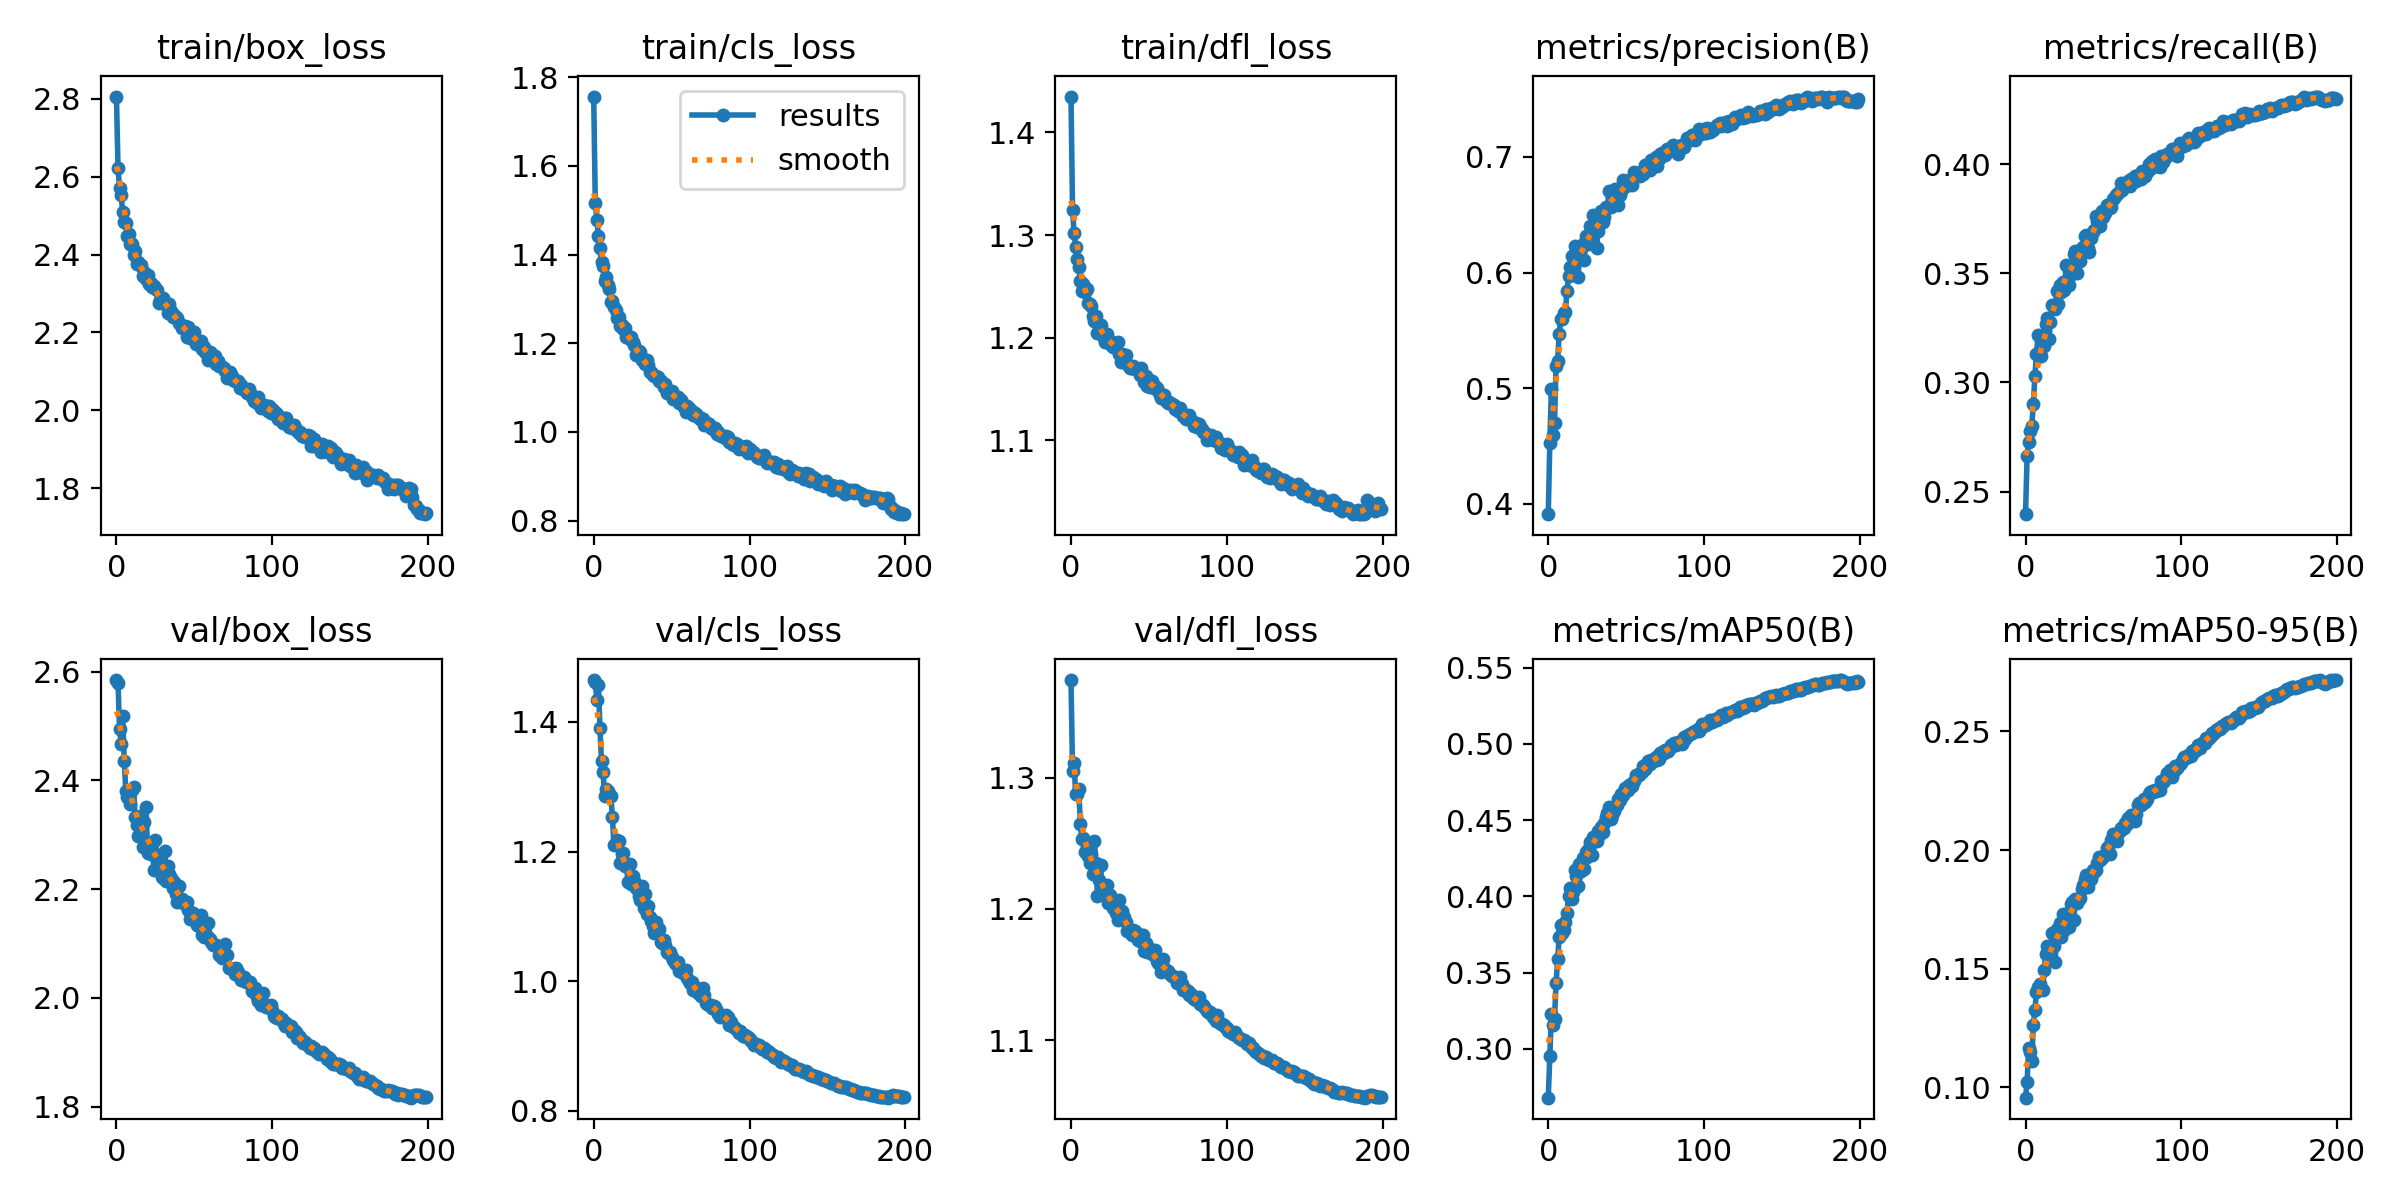 train/box_loss
2.8
2.6
2.4
2.2
2.0
1.8
0 100 200
train/cls_loss
1.8
1.6
1.4
1.2
1.0
0.8
results
smooth
0 100 200
train/dfl_loss
1.4
1.3
1.2
1.1
0 100 200
metrics/precision(B)
0.7
0.6
0.5
0.4
0 100 200
metrics/recall(B)
0.40
0.35
0.30
0.25
0 100 200
val/box_loss
2.6
2.4
2.2
2.0
1.8
0 100 200
val/cls_loss
1.4
1.2
1.0
0.8
0 100 200
val/dfl_loss
1.3
1.2
1.1
0 100 200
metrics/mAP50(B)
0.55
0.50
0.45
0.40
0.35
0.30
0 100 200
metrics/mAP50-95(B)
0.25
0.20
0.15
0.10
0 100 200